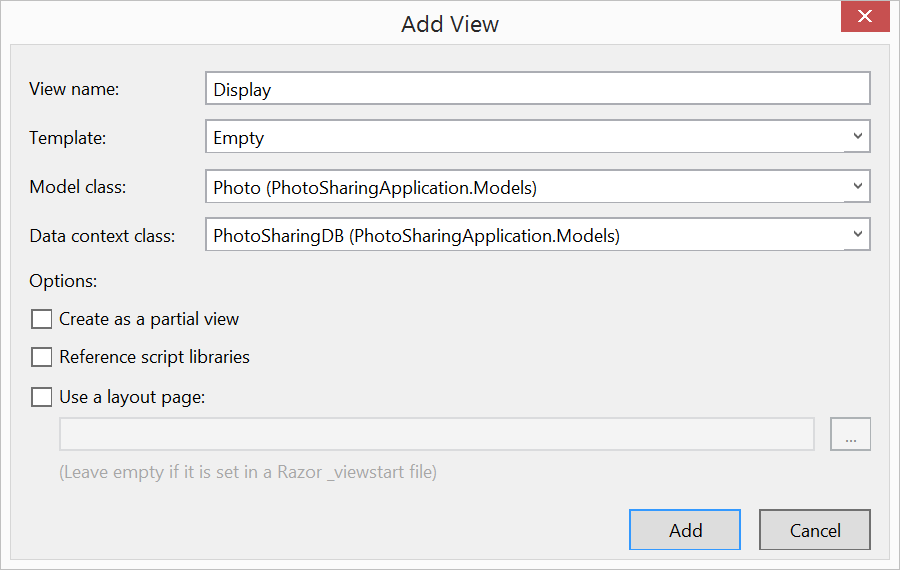 Add View
View name: Display
Template: Empty
Model class: Photo (PhotoSharingApplication.Models)
Data context class: PhotoSharingDB (PhotoSharingApplication.Models)
Options:
Create as a partial view
Reference script libraries
Use a layout page:
...
(Leave empty if it is set in a Razor _viewstart file)
Add Cancel